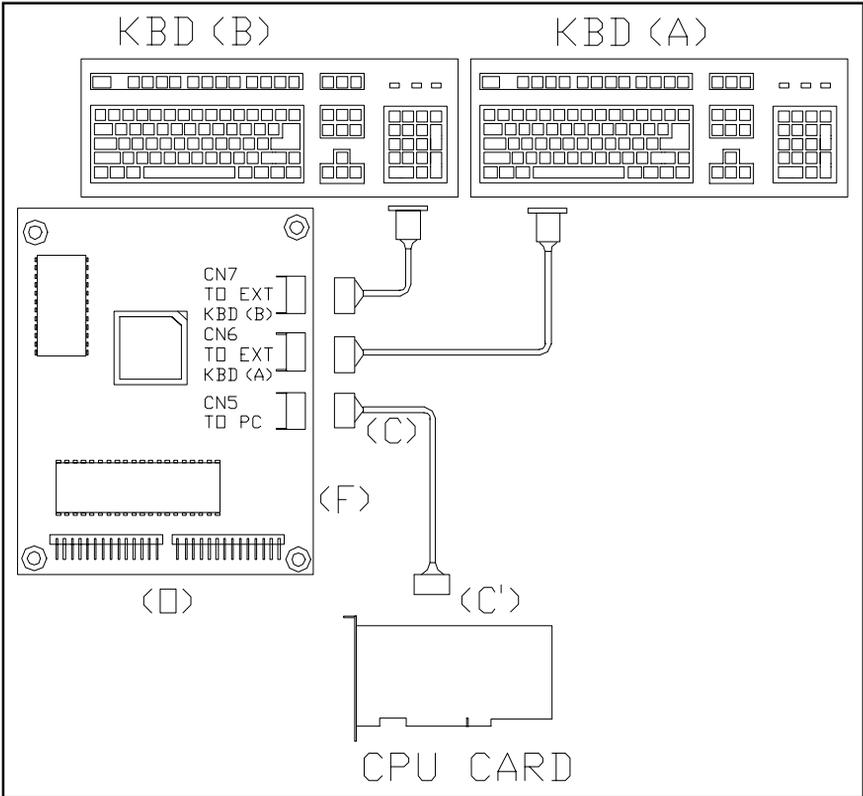 KBD (B)
KBD (A)
CN7
TO EXT
KBD (B)
CN6
TO EXT
KBD (A)
CN5
TO PC
(C)
(F)
(O)
(C')
CPU CARD